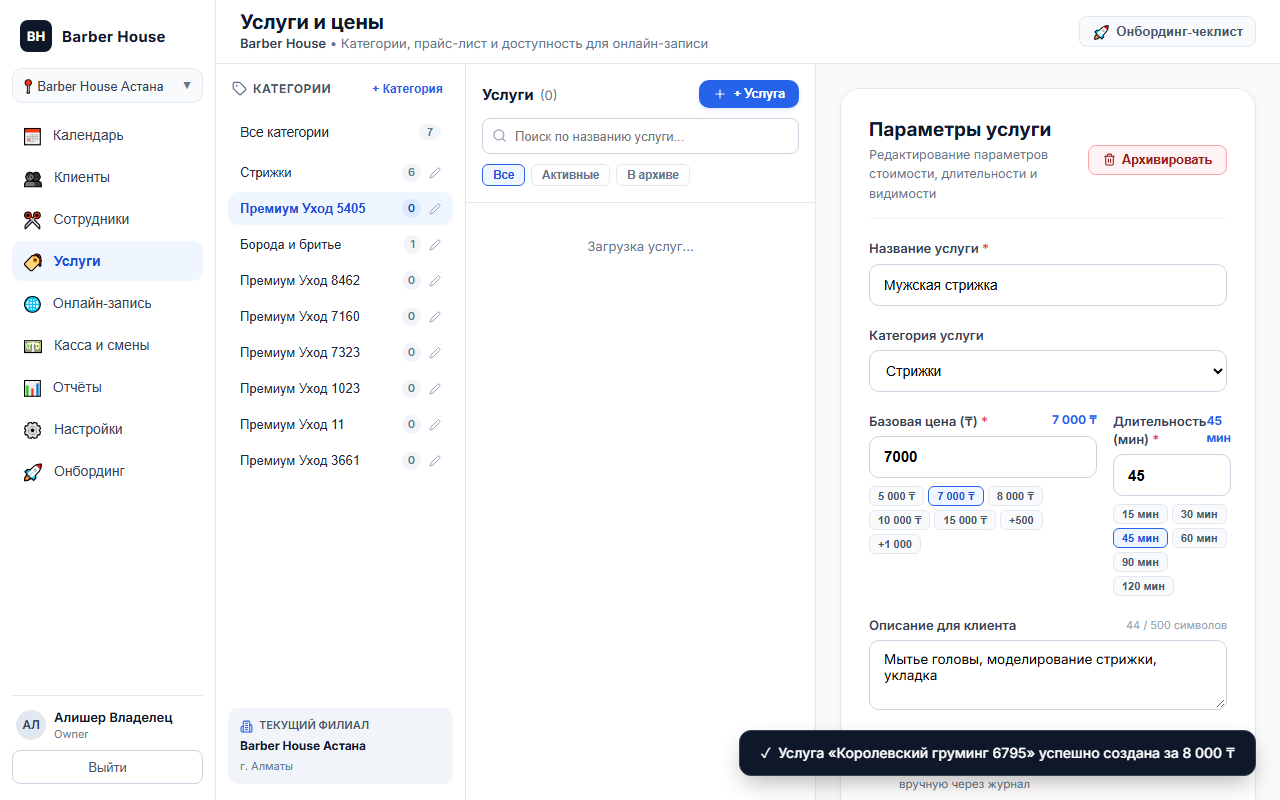 BH Barber House
Barber House Астана ▼
Календарь
Клиенты
Сотрудники
Услуги
Онлайн-запись
Касса и смены
Отчёты
Настройки
Онбординг
АЛ
Алишер Владелец
Owner
Выйти
Услуги и цены
Barber House • Категории, прайс-лист и доступность для онлайн-записи
Онбординг-чеклист
КАТЕГОРИИ + Категория
Все категории 7
Стрижки 6
Премиум Уход 5405 0
Борода и бритье 1
Премиум Уход 8462 0
Премиум Уход 7160 0
Премиум Уход 7323 0
Премиум Уход 1023 0
Премиум Уход 11 0
Премиум Уход 3661 0
ТЕКУЩИЙ ФИЛИАЛ
Barber House Астана
г. Алматы
Услуги (0) + + Услуга
Поиск по названию услуги...
Все Активные В архиве
Загрузка услуг...
Параметры услуги
Редактирование параметров
стоимости, длительности и
видимости
Архивировать
Название услуги *
Мужская стрижка
Категория услуги
Стрижки
Базовая цена (₸) * 7 000 ₸
7000
5 000 ₸ 7 000 ₸ 8 000 ₸
10 000 ₸ 15 000 ₸ +500
+1 000
Длительность 45
(мин) * мин
45
15 мин 30 мин
45 мин 60 мин
90 мин
120 мин
Описание для клиента 44 / 500 символов
Мытье головы, моделирование стрижки,
укладка
✓ Услуга «Королевский груминг 6795» успешно создана за 8 000 ₸
вручную через журнал